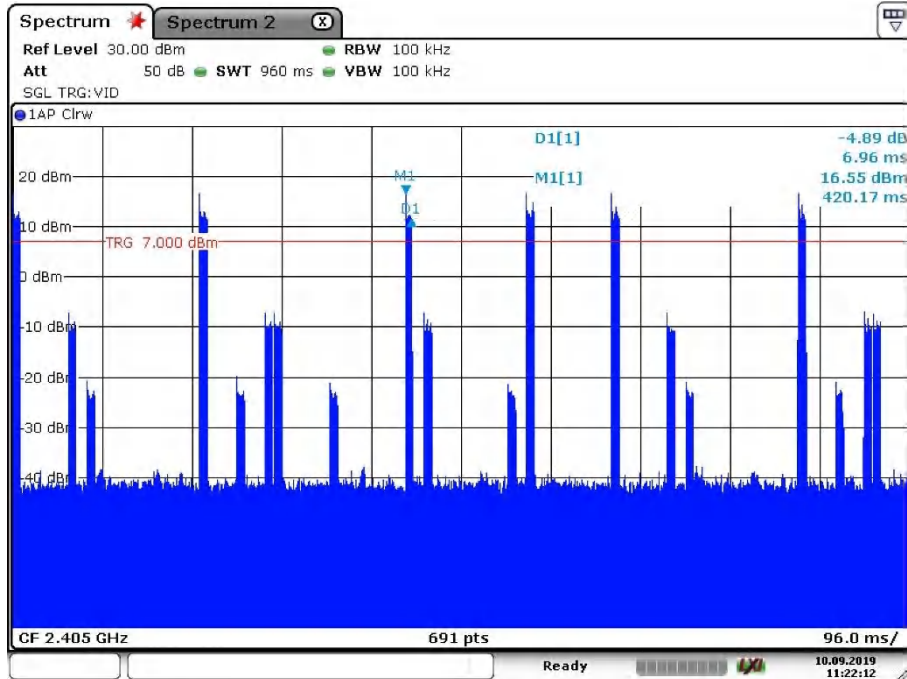 Spectrum Spectrum 2 X
Ref Level 30.00 dBm RBW 100 kHz
Att 50 dB SWT 960 ms VBW 100 kHz
SGL TRG:VID
1AP Clrw
D1[1] -4.89 dB
6.96 ms
M1[1] 16.55 dBm
420.17 ms
20 dBm
M1
D1
10 dBm
TRG 7.000 dBm
0 dBm
-10 dBm
-20 dBm
-30 dBm
-40 dBm
CF 2.405 GHz 691 pts 96.0 ms/
Ready LXI 10.09.2019
11:22:12